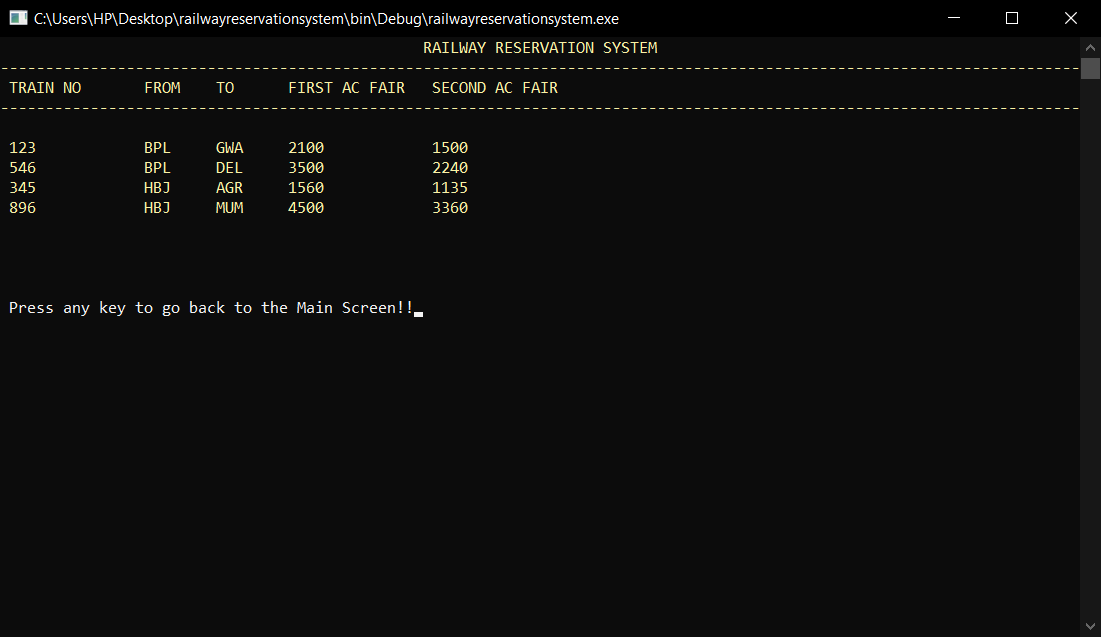 C:\Users\HP\Desktop\railwayreservationsystem\bin\Debug\railwayreservationsystem.exe
RAILWAY RESERVATION SYSTEM
------------------------------------------------------------------------------------------------------------------------
TRAIN NO FROM TO FIRST AC FAIR SECOND AC FAIR
------------------------------------------------------------------------------------------------------------------------
123 BPL GWA 2100 1500
546 BPL DEL 3500 2240
345 HBJ AGR 1560 1135
896 HBJ MUM 4500 3360
Press any key to go back to the Main Screen!!